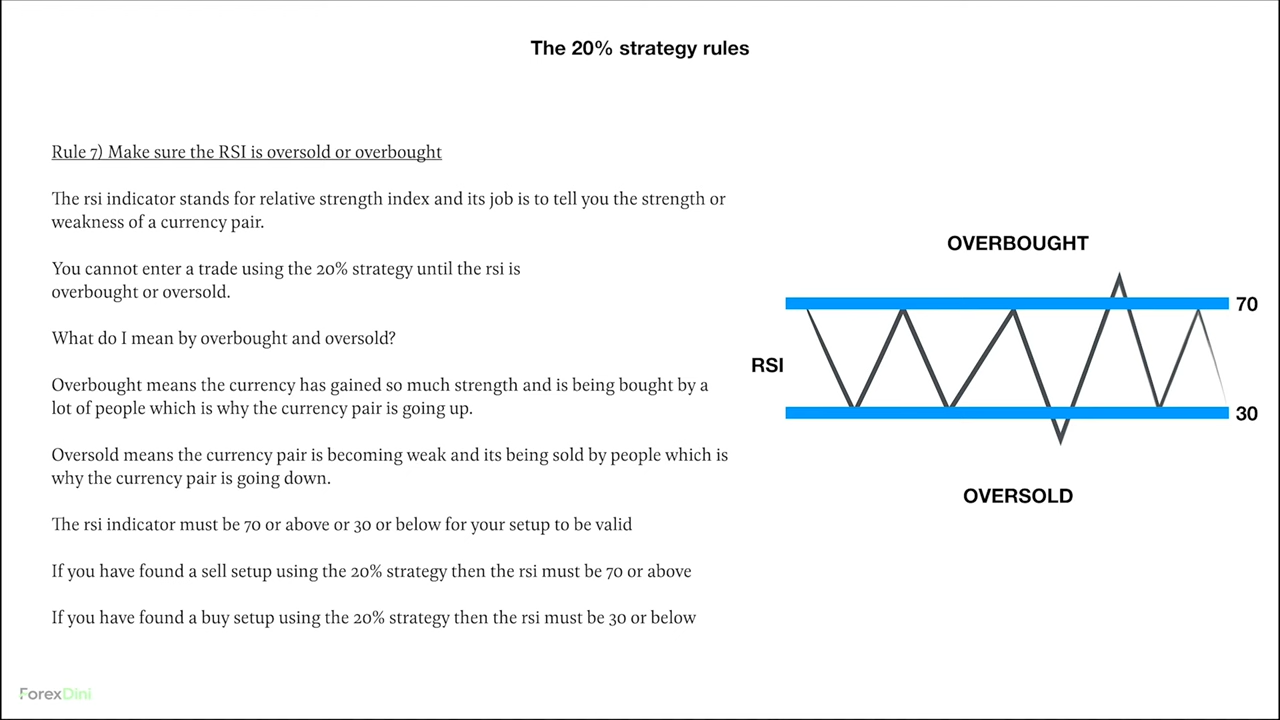 The 20% strategy rules
Rule 7) Make sure the RSI is oversold or overbought
The rsi indicator stands for relative strength index and its job is to tell you the strength or
weakness of a currency pair.
You cannot enter a trade using the 20% strategy until the rsi is
overbought or oversold.
What do I mean by overbought and oversold?
Overbought means the currency has gained so much strength and is being bought by a
lot of people which is why the currency pair is going up.
Oversold means the currency pair is becoming weak and its being sold by people which is
why the currency pair is going down.
The rsi indicator must be 70 or above or 30 or below for your setup to be valid
If you have found a sell setup using the 20% strategy then the rsi must be 70 or above
If you have found a buy setup using the 20% strategy then the rsi must be 30 or below
OVERBOUGHT
70
RSI
30
OVERSOLD
ForexDini